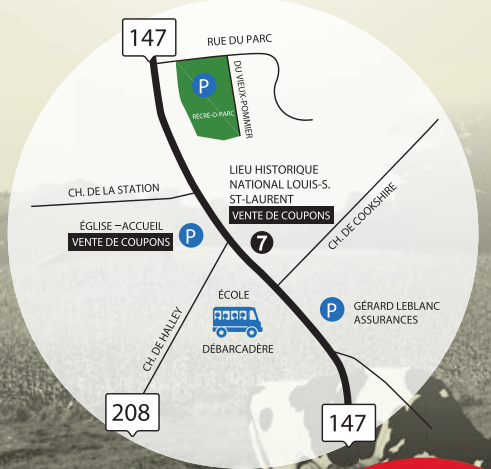 147
RUE DU PARC
P
DU VIEUX-POMMIER
RÉCRÉ-O-PARC
LIEU HISTORIQUE
NATIONAL LOUIS-S.
ST-LAURENT
VENTE DE COUPONS
CH. DE LA STATION
CH. DE COOKSHIRE
ÉGLISE – ACCUEIL
VENTE DE COUPONS
P
7
ÉCOLE
P
GÉRARD LEBLANC
ASSURANCES
CH. DE HALLEY
DÉBARCADÈRE
208
147